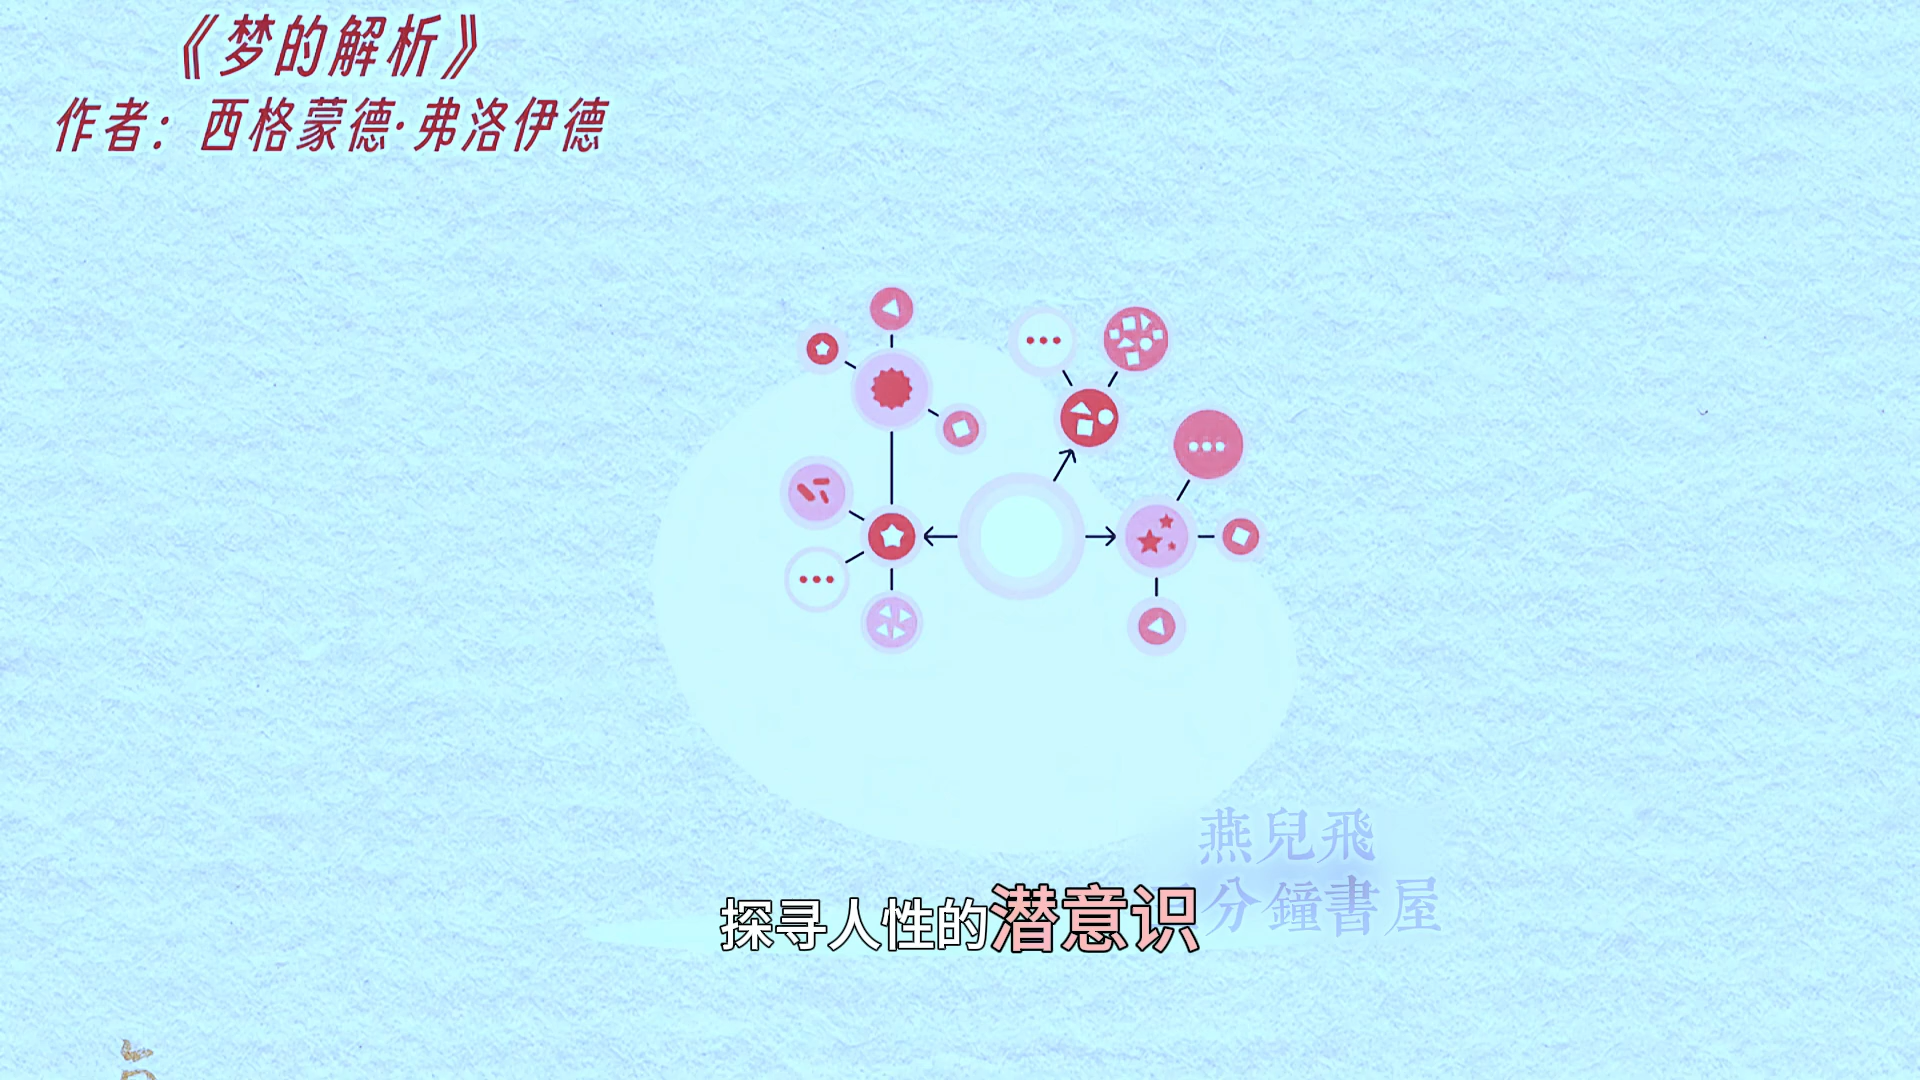 《梦的解析》
作者：西格蒙德·弗洛伊德
燕兒飛
分鐘書屋
探寻人性的潜意识